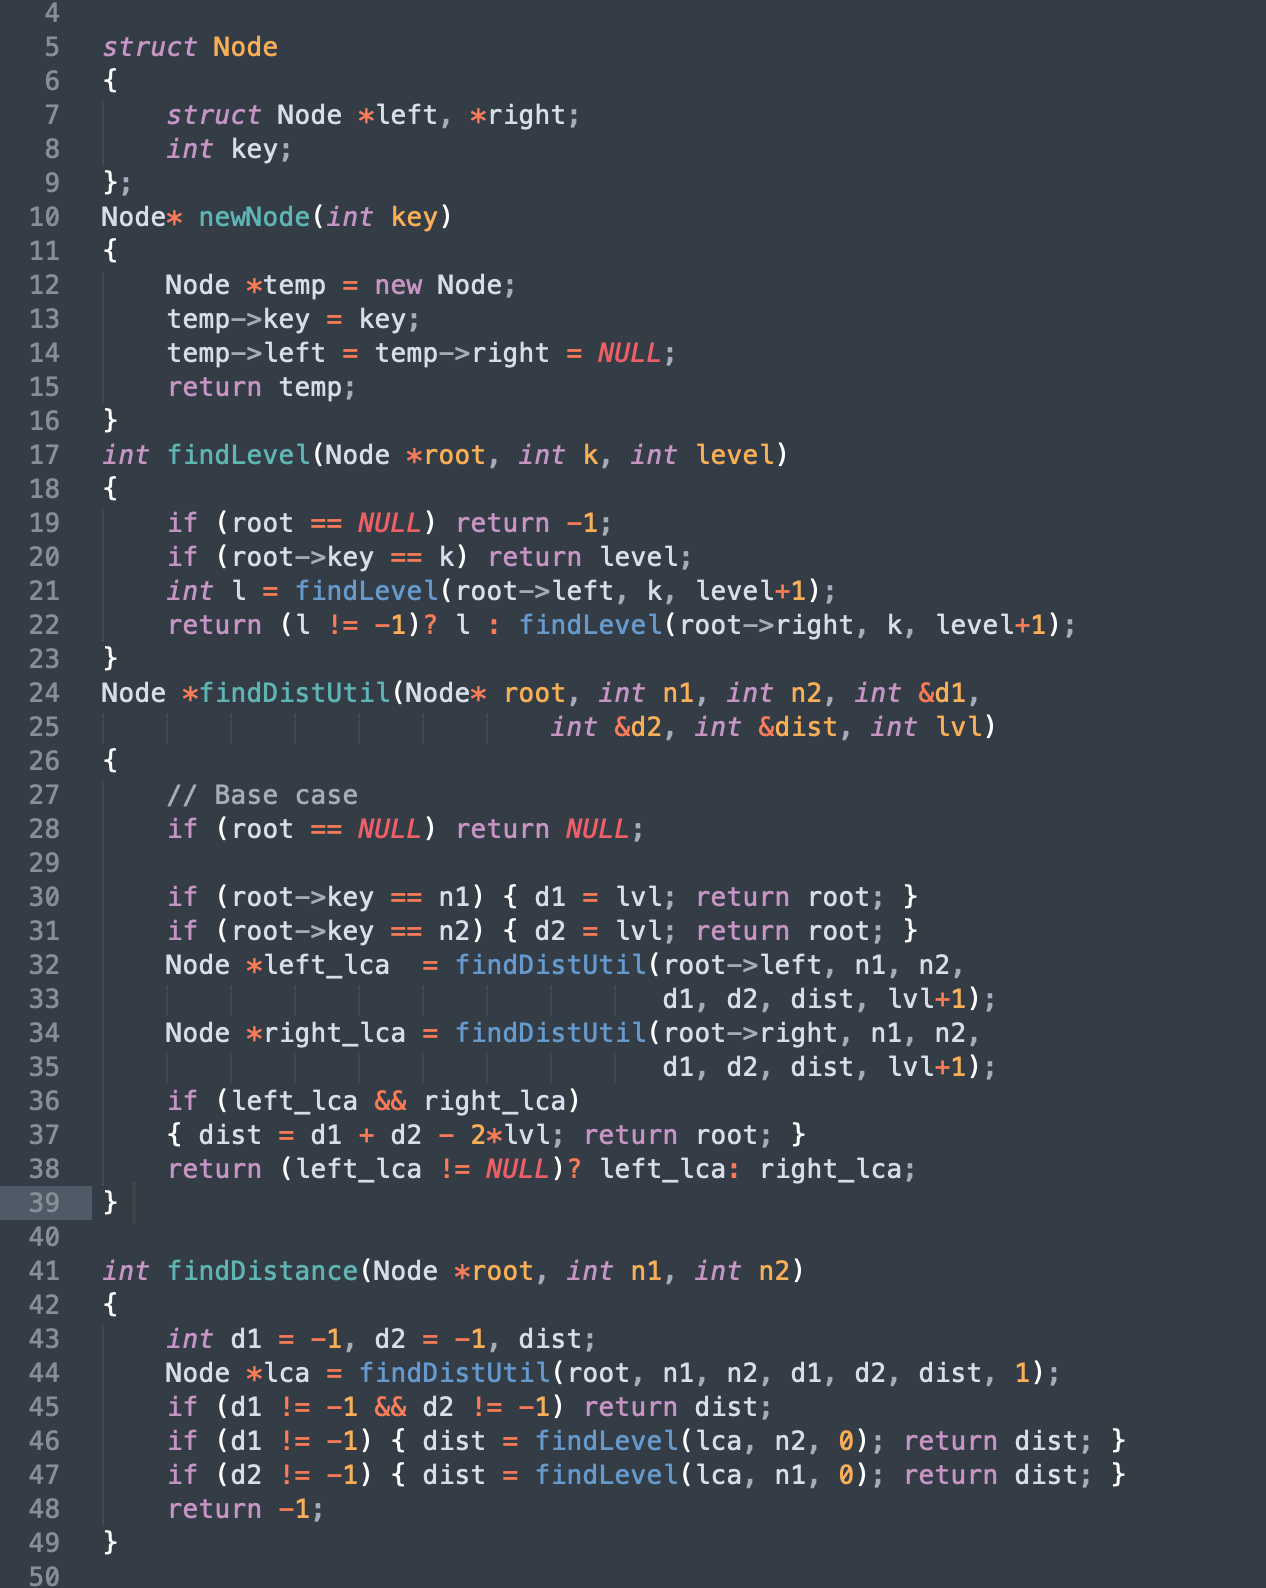 4
5 struct Node
6 {
7     struct Node *left, *right;
8     int key;
9 };
10 Node* newNode(int key)
11 {
12     Node *temp = new Node;
13     temp->key = key;
14     temp->left = temp->right = NULL;
15     return temp;
16 }
17 int findLevel(Node *root, int k, int level)
18 {
19     if (root == NULL) return -1;
20     if (root->key == k) return level;
21     int l = findLevel(root->left, k, level+1);
22     return (l != -1)? l : findLevel(root->right, k, level+1);
23 }
24 Node *findDistUtil(Node* root, int n1, int n2, int &d1,
25                             int &d2, int &dist, int lvl)
26 {
27     // Base case
28     if (root == NULL) return NULL;
29
30     if (root->key == n1) { d1 = lvl; return root; }
31     if (root->key == n2) { d2 = lvl; return root; }
32     Node *left_lca  = findDistUtil(root->left, n1, n2,
33                                    d1, d2, dist, lvl+1);
34     Node *right_lca = findDistUtil(root->right, n1, n2,
35                                    d1, d2, dist, lvl+1);
36     if (left_lca && right_lca)
37     { dist = d1 + d2 - 2*lvl; return root; }
38     return (left_lca != NULL)? left_lca: right_lca;
39 }
40
41 int findDistance(Node *root, int n1, int n2)
42 {
43     int d1 = -1, d2 = -1, dist;
44     Node *lca = findDistUtil(root, n1, n2, d1, d2, dist, 1);
45     if (d1 != -1 && d2 != -1) return dist;
46     if (d1 != -1) { dist = findLevel(lca, n2, 0); return dist; }
47     if (d2 != -1) { dist = findLevel(lca, n1, 0); return dist; }
48     return -1;
49 }
50